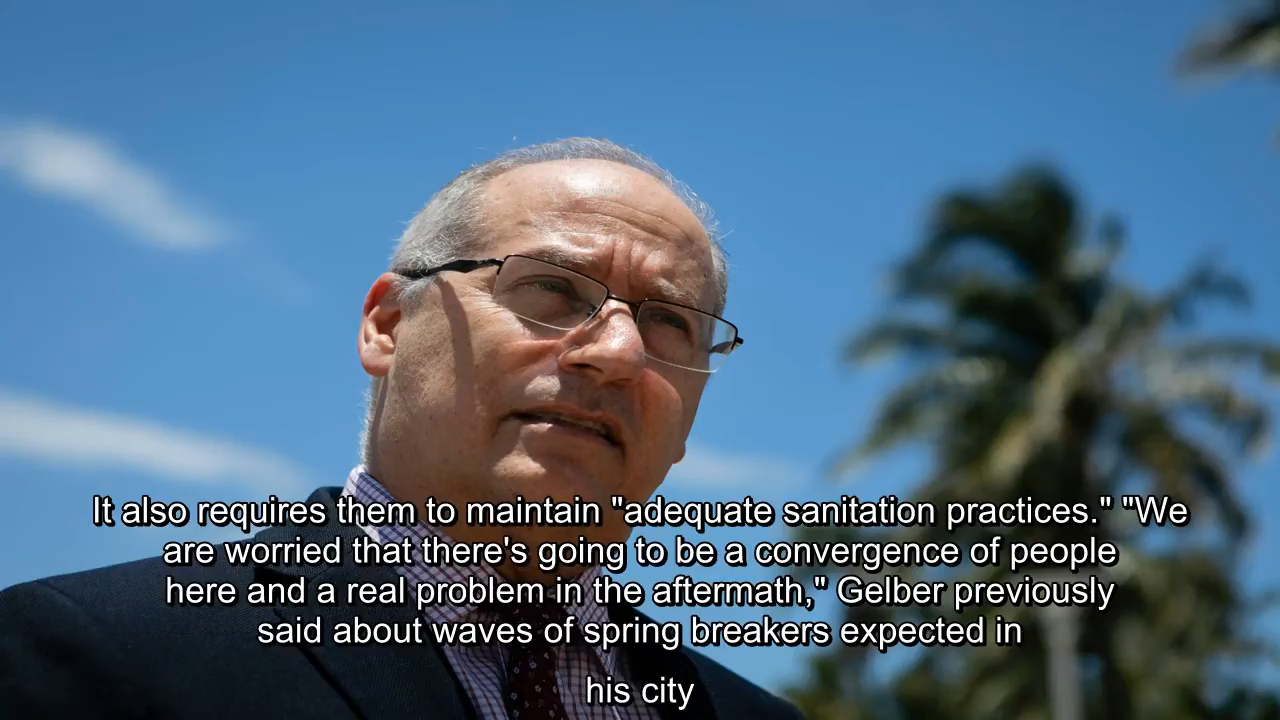 It also requires them to maintain "adequate sanitation practices." "We
are worried that there's going to be a convergence of people
here and a real problem in the aftermath," Gelber previously
said about waves of spring breakers expected in
his city